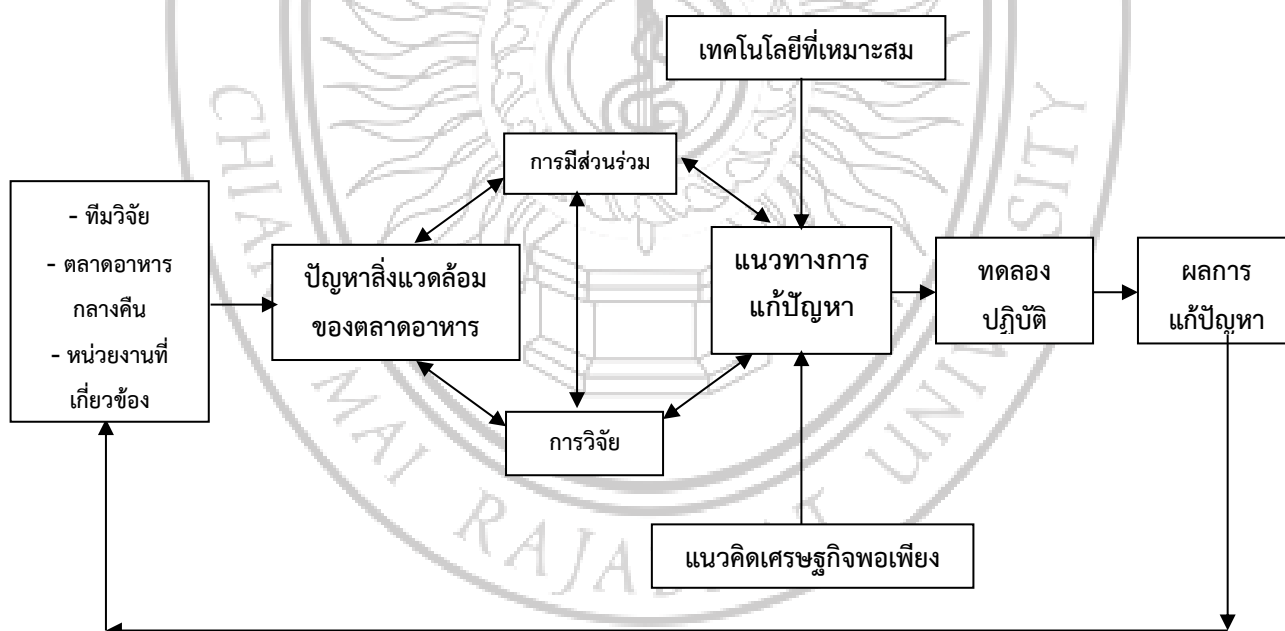 เทคโนโลยีที่เหมาะสม
การมีส่วนร่วม
- ทีมวิจัย
- ตลาดอาหาร
กลางคืน
- หน่วยงานที่
เกี่ยวข้อง
ปัญหาสิ่งแวดล้อม
ของตลาดอาหาร
แนวทางการ
แก้ปัญหา
ทดลอง
ปฏิบัติ
ผลการ
แก้ปัญหา
การวิจัย
แนวคิดเศรษฐกิจพอเพียง
CHIANG MAI RAJABHAT UNIVERSITY